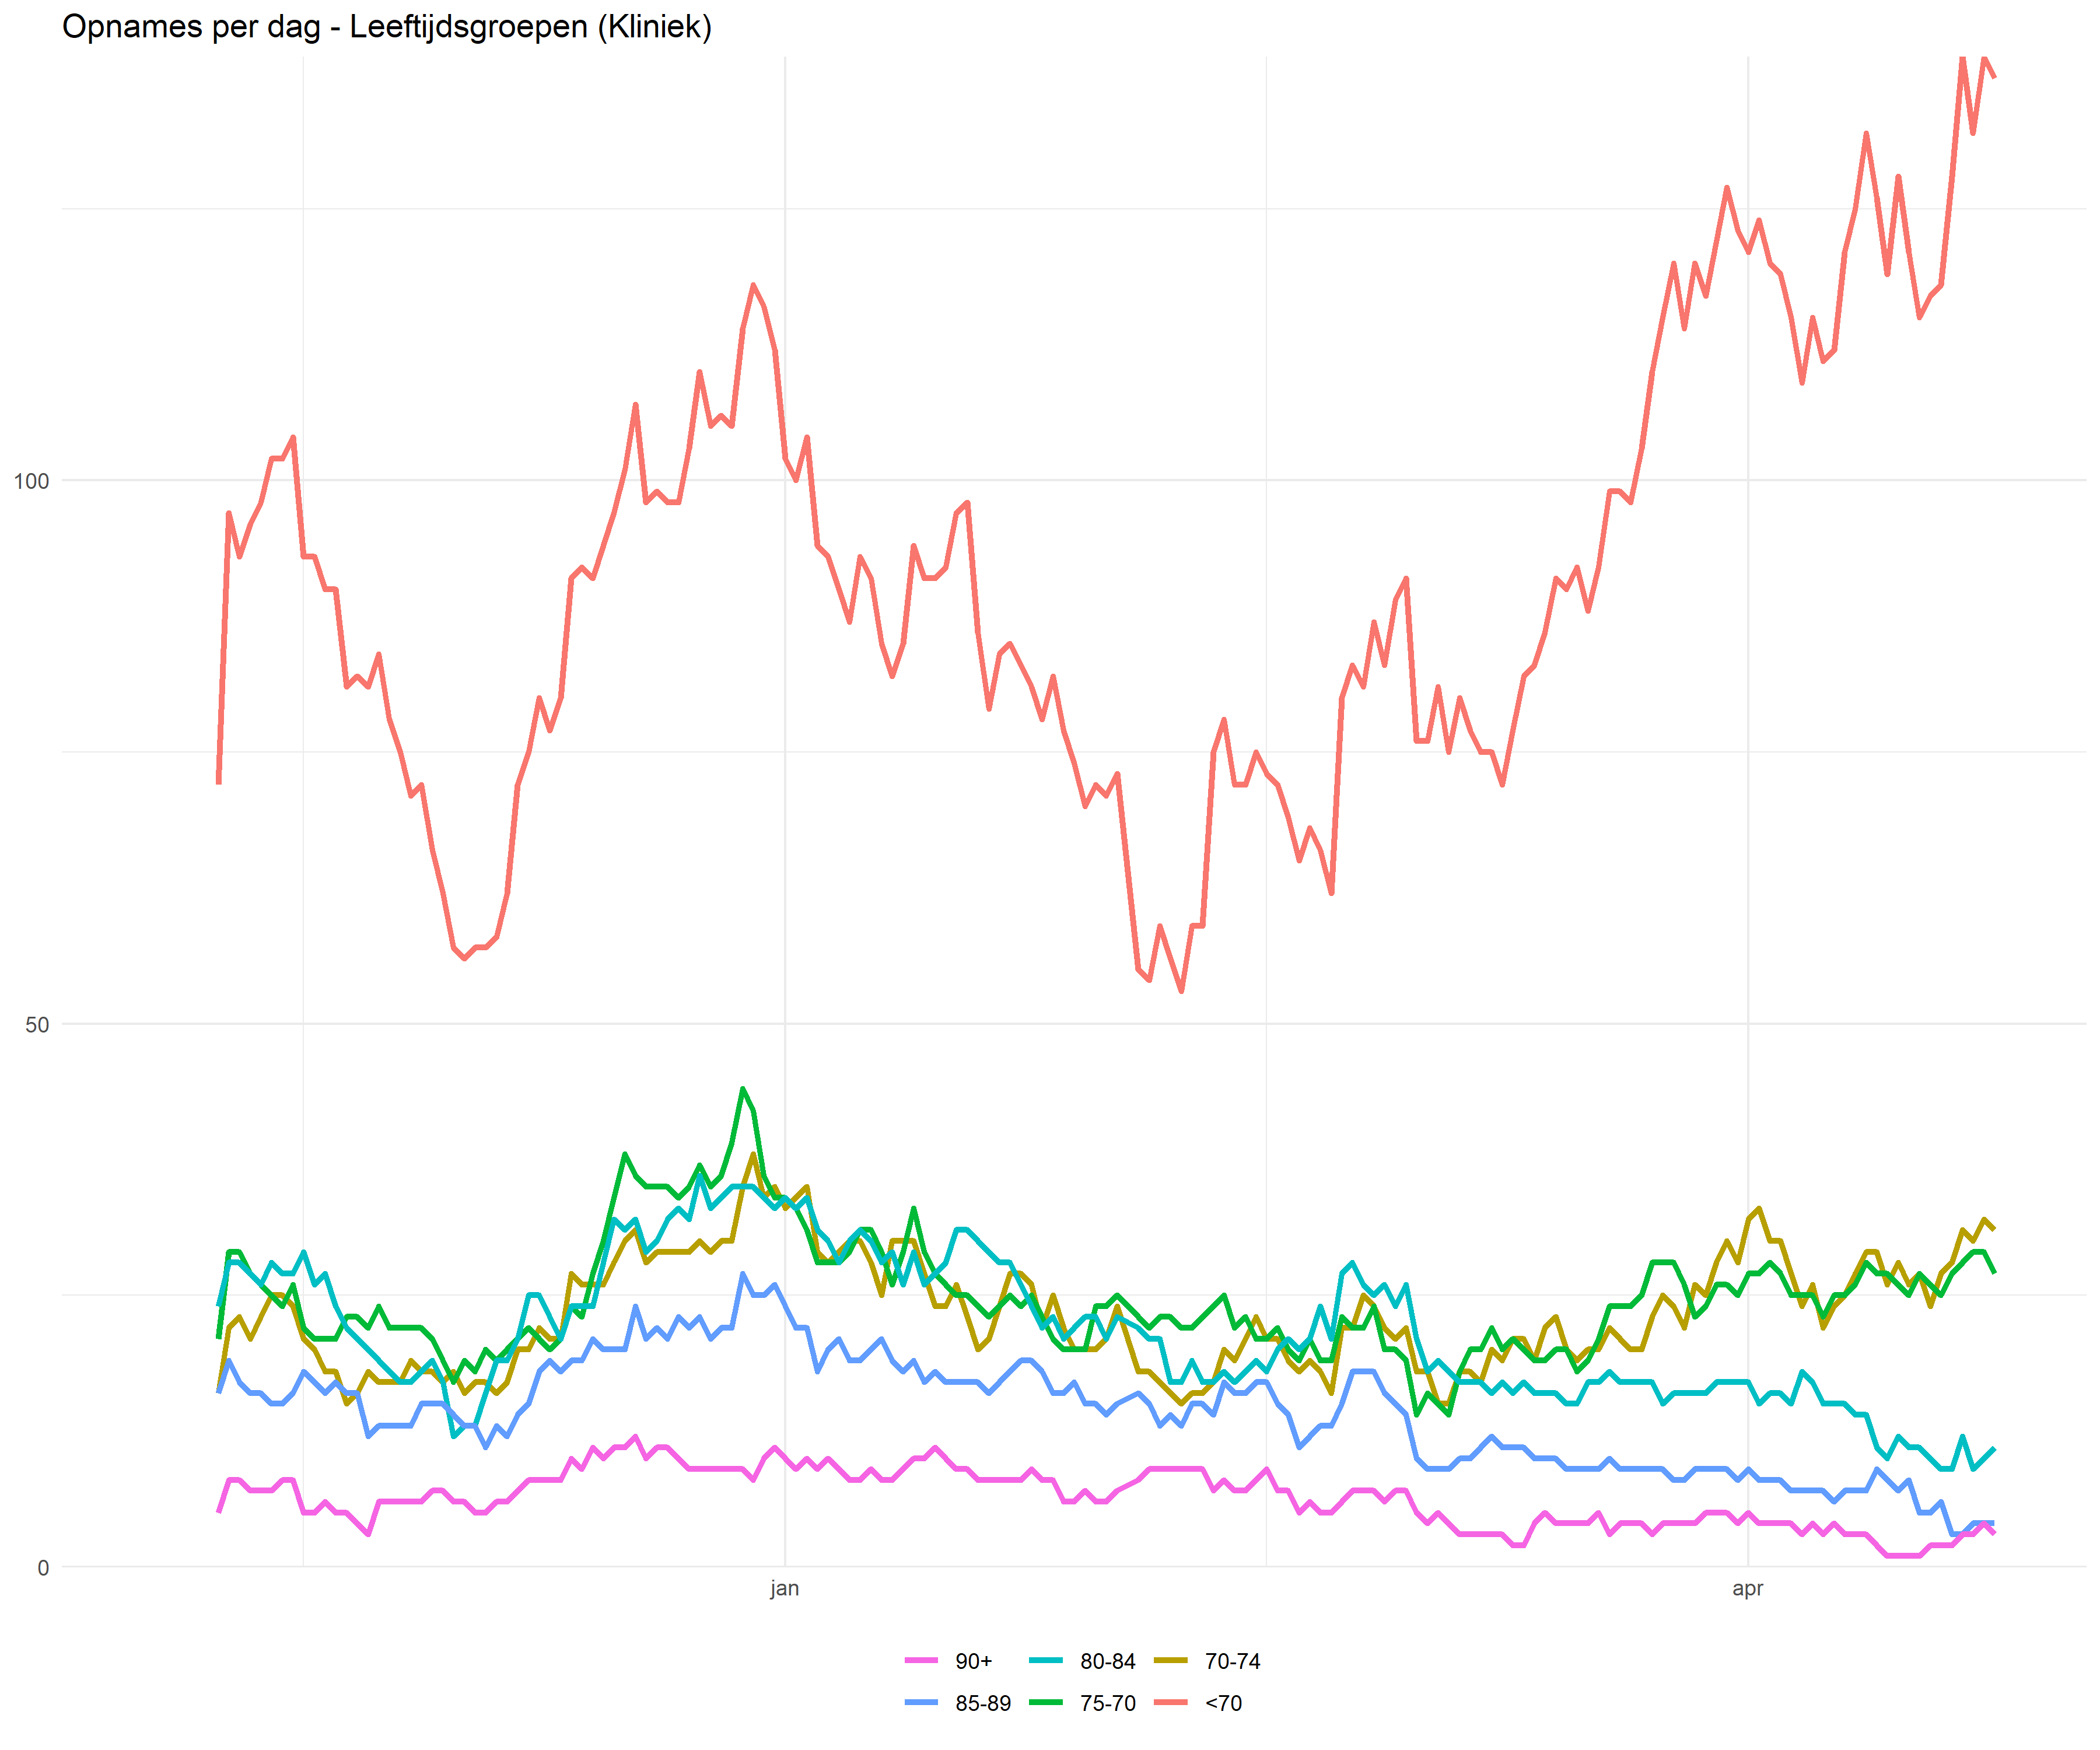 Opnames per dag - Leeftijdsgroepen (Kliniek)
100
50
0
jan apr
90+ 80-84 70-74
85-89 75-70 <70